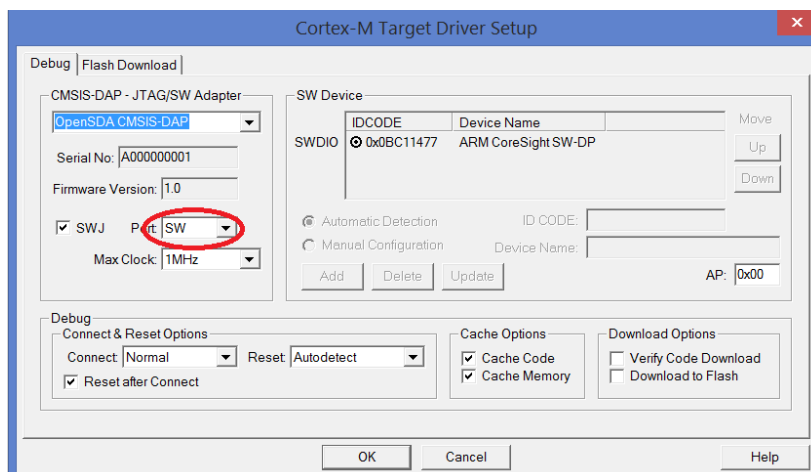 Cortex-M Target Driver Setup
x
Debug Flash Download
CMSIS-DAP - JTAG/SW Adapter
OpenSDA CMSIS-DAP
Serial No: A000000001
Firmware Version: 1.0
SWJ Port: SW
Max Clock: 1MHz
SW Device
IDCODE Device Name
SWDIO 0x0BC11477 ARM CoreSight SW-DP
Move
Up
Down
Automatic Detection ID CODE:
Manual Configuration Device Name:
Add Delete Update AP: 0x00
Debug
Connect & Reset Options
Connect: Normal Reset: Autodetect
Reset after Connect
Cache Options
Cache Code
Cache Memory
Download Options
Verify Code Download
Download to Flash
OK Cancel Help